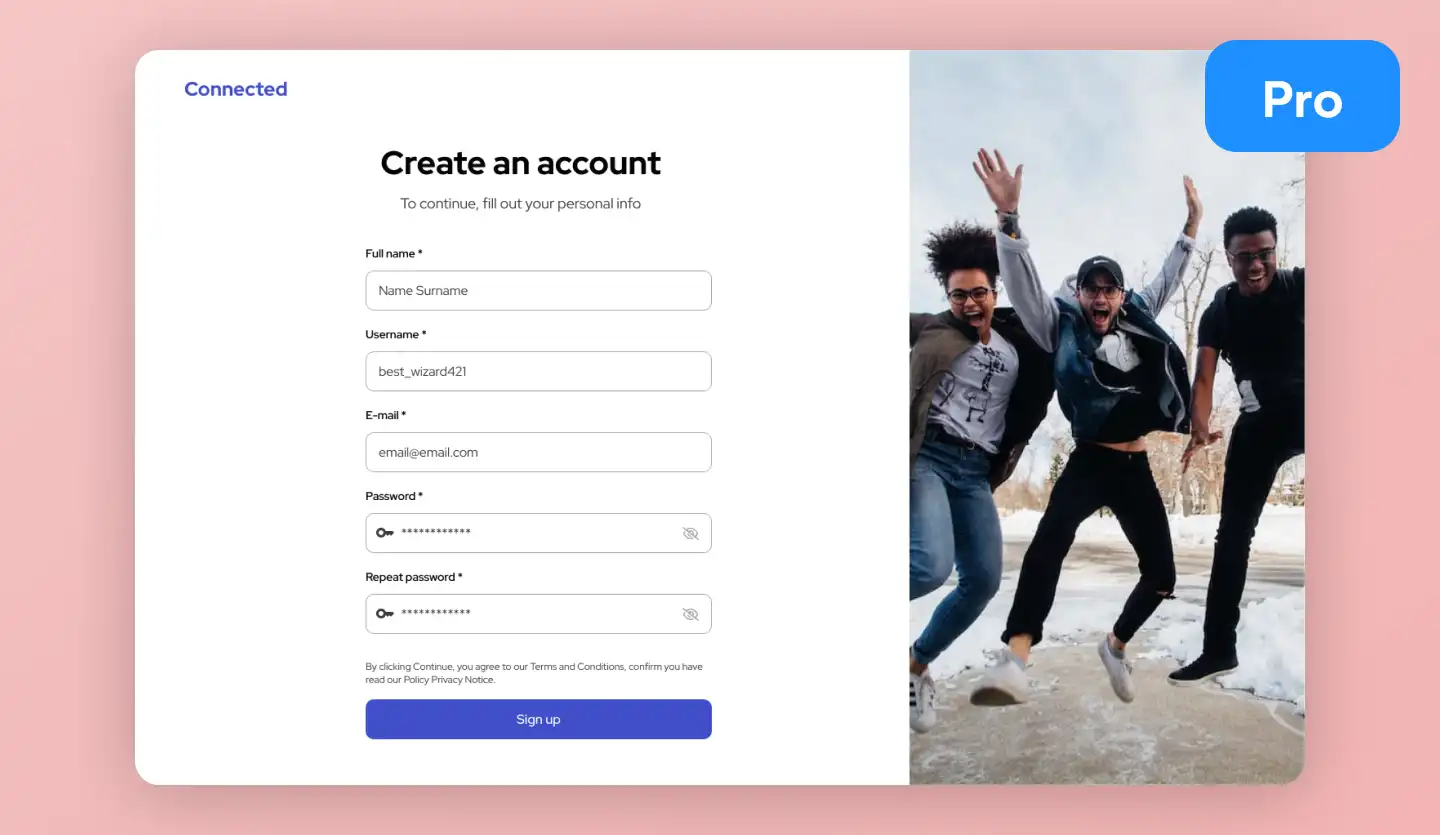 Connected
Pro
Create an account
To continue, fill out your personal info
Full name *
Name Surname
Username *
best_wizard421
E-mail *
email@email.com
Password *
************
Repeat password *
************
By clicking Continue, you agree to our Terms and Conditions, confirm you have
read our Policy Privacy Notice.
Sign up